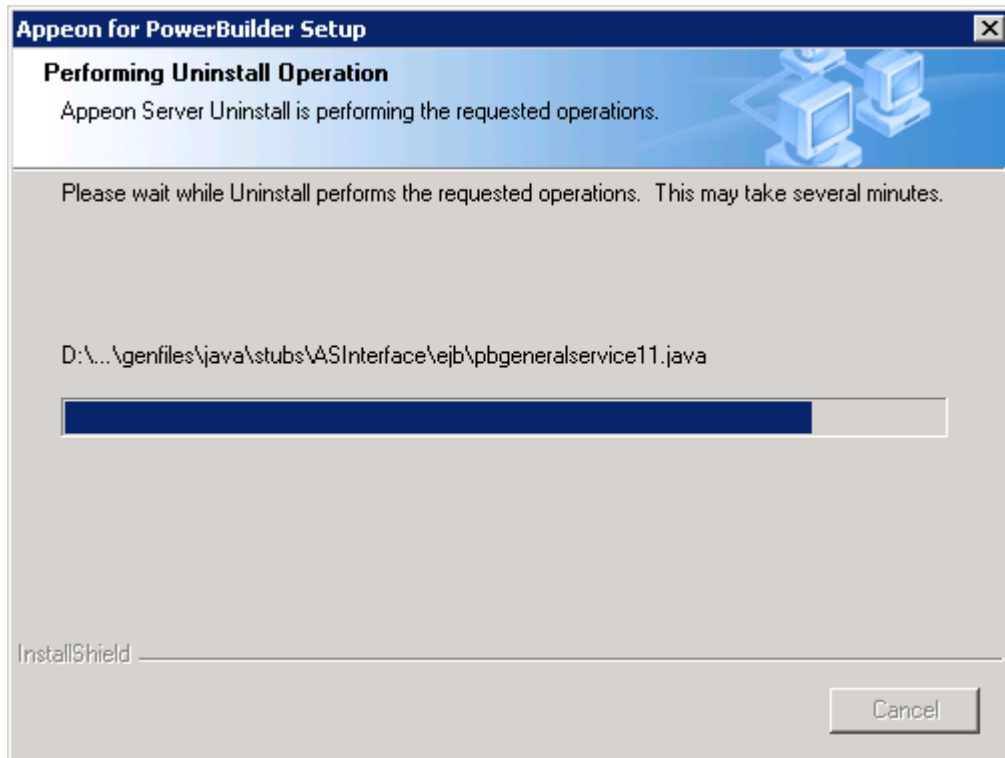 Appeon for PowerBuilder Setup
Performing Uninstall Operation
Appeon Server Uninstall is performing the requested operations.
Please wait while Uninstall performs the requested operations.  This may take several minutes.
D:\...\genfiles\java\stubs\ASInterface\ejb\pbgeneralservice11.java
InstallShield
Cancel